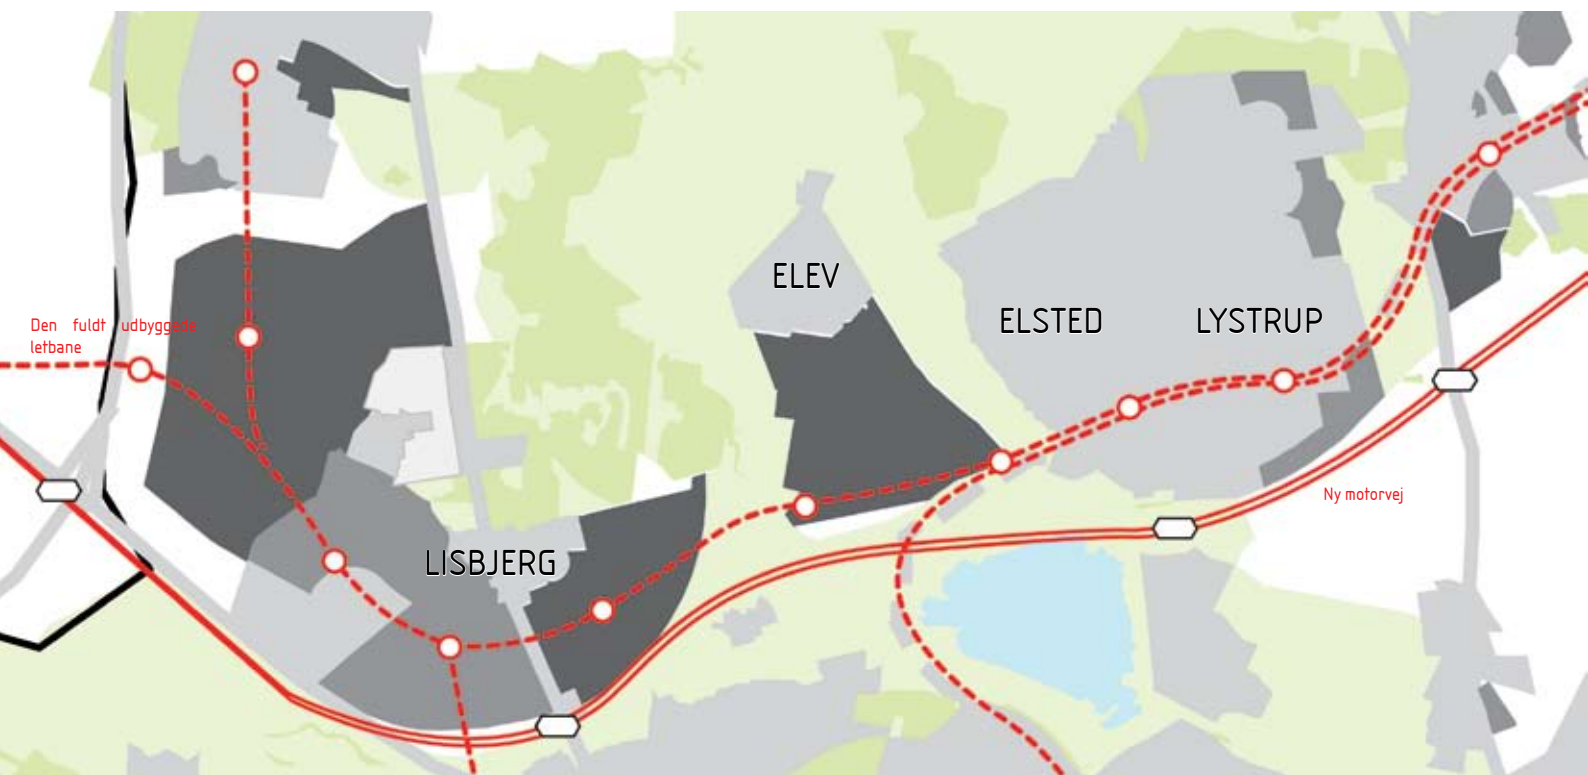 ELEV
ELSTED
LYSTRUP
Den fuldt udbyggede
letbane
Ny motorvej
LISBJERG